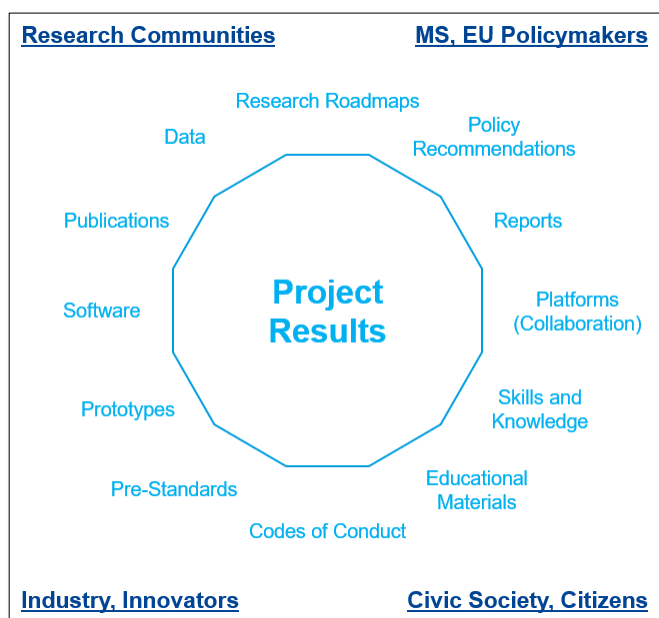 Research Communities
MS, EU Policymakers
Research Roadmaps
Policy
Recommendations
Data
Reports
Publications
Platforms
(Collaboration)
Software
Project
Results
Skills and
Knowledge
Prototypes
Educational
Materials
Pre-Standards
Codes of Conduct
Industry, Innovators
Civic Society, Citizens